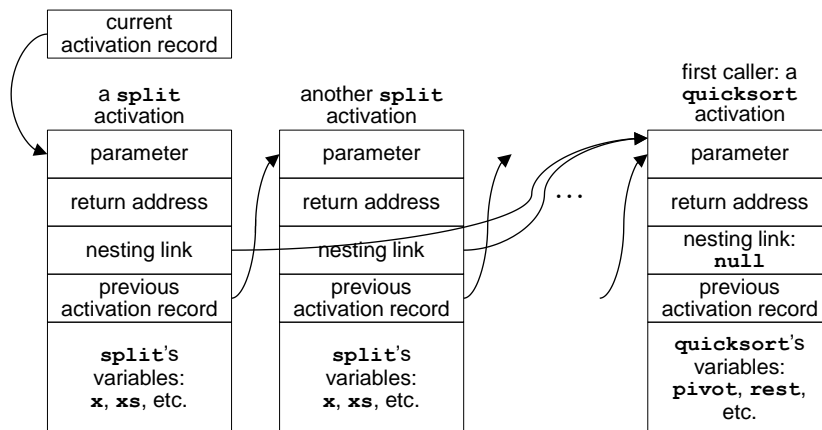 current
activation record
a split
activation
another split
activation
first caller: a
quicksort
activation
parameter
return address
nesting link
previous
activation record
split's
variables:
x, xs, etc.
parameter
return address
nesting link
previous
activation record
split's
variables:
x, xs, etc.
...
parameter
return address
nesting link:
null
previous
activation record
quicksort's
variables:
pivot, rest,
etc.